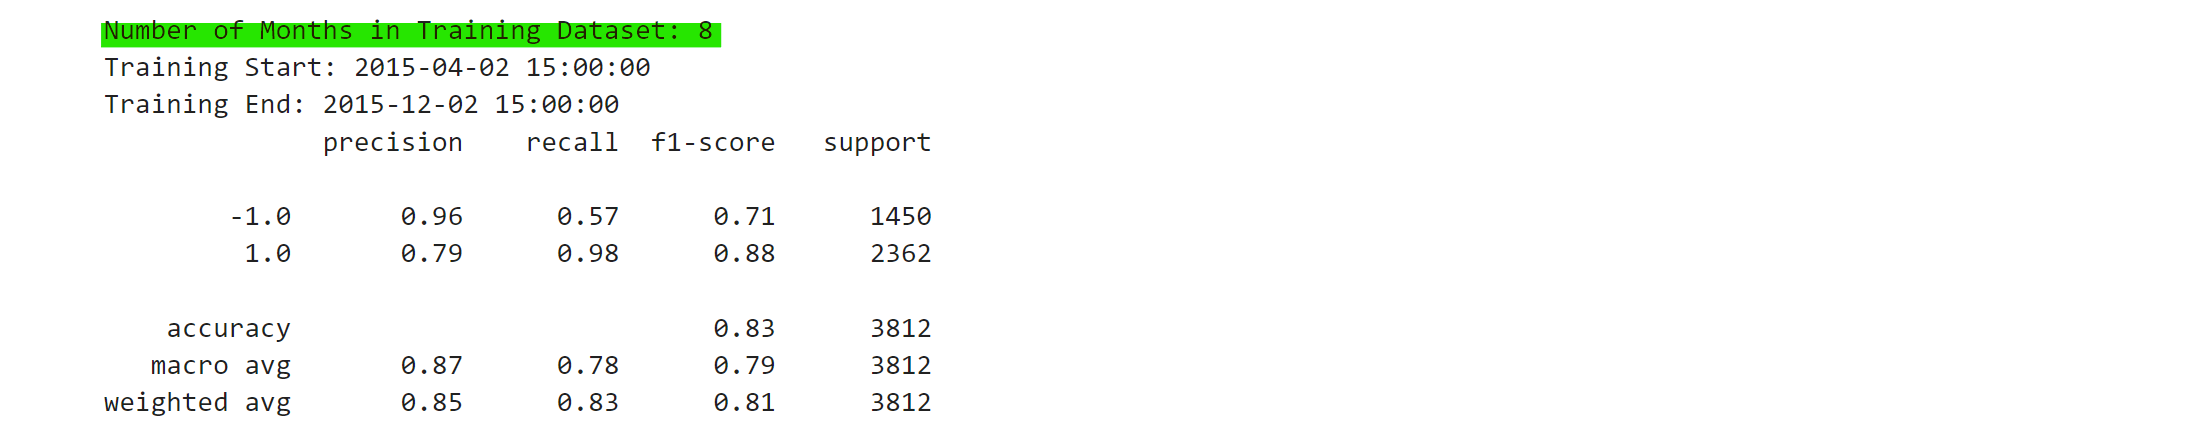 Number of Months in Training Dataset: 8
Training Start: 2015-04-02 15:00:00
Training End: 2015-12-02 15:00:00
precision recall f1-score support
-1.0 0.96 0.57 0.71 1450
1.0 0.79 0.98 0.88 2362
accuracy 0.83 3812
macro avg 0.87 0.78 0.79 3812
weighted avg 0.85 0.83 0.81 3812